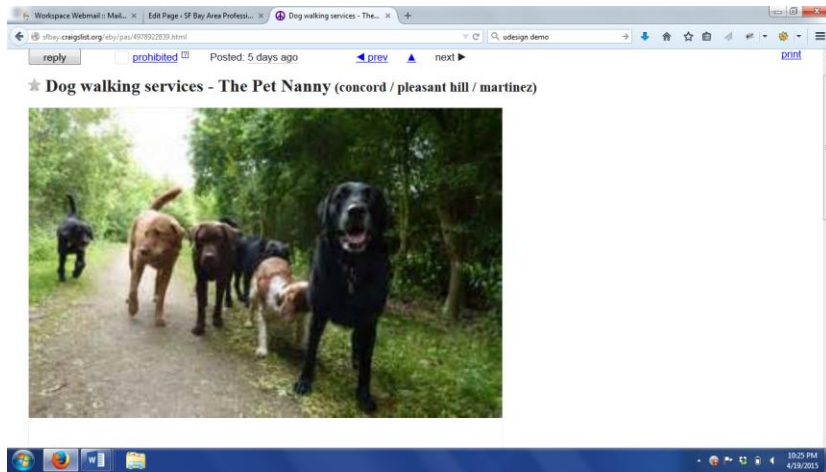 Workspace Webmail :: Mail... × Edit Page ‹ SF Bay Area Professi... × Dog walking services - The... × +
sfbay.craigslist.org/eby/pas/4978922839.html udesign demo
reply prohibited [?] Posted: 5 days ago ◀ prev ▲ next ▶ print
★ Dog walking services - The Pet Nanny (concord / pleasant hill / martinez)
10:25 PM
4/19/2015